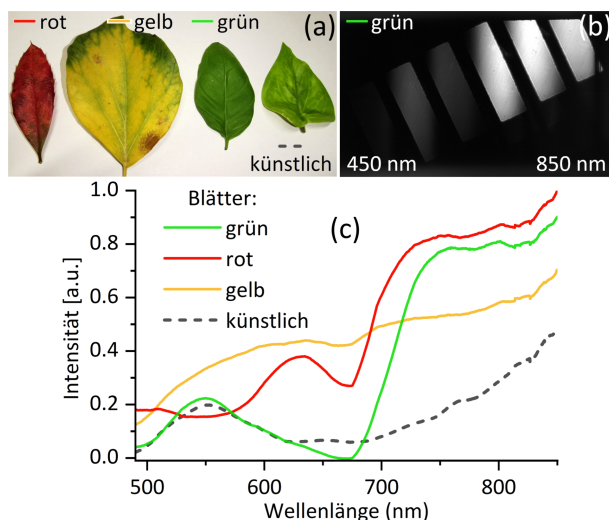 rot gelb grün (a)
künstlich
grün (b)
450 nm 850 nm
(c)
Blätter:
grün
rot
gelb
künstlich
Intensität [a.u.]
1.0
0.8
0.6
0.4
0.2
0.0
500 600 700 800
Wellenlänge (nm)